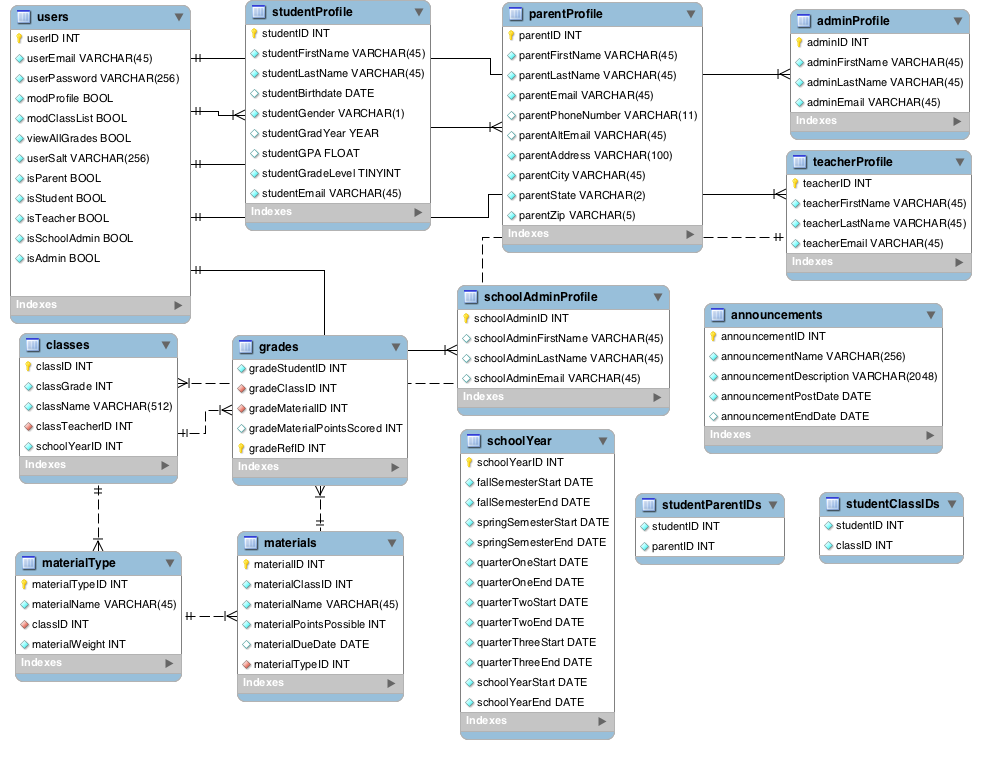 users
userID INT
userEmail VARCHAR(45)
userPassword VARCHAR(256)
modProfile BOOL
modClassList BOOL
viewAllGrades BOOL
userSalt VARCHAR(256)
isParent BOOL
isStudent BOOL
isTeacher BOOL
isSchoolAdmin BOOL
isAdmin BOOL
Indexes
studentProfile
studentID INT
studentFirstName VARCHAR(45)
studentLastName VARCHAR(45)
studentBirthdate DATE
studentGender VARCHAR(1)
studentGradYear YEAR
studentGPA FLOAT
studentGradeLevel TINYINT
studentEmail VARCHAR(45)
Indexes
parentProfile
parentID INT
parentFirstName VARCHAR(45)
parentLastName VARCHAR(45)
parentEmail VARCHAR(45)
parentPhoneNumber VARCHAR(11)
parentAltEmail VARCHAR(45)
parentAddress VARCHAR(100)
parentCity VARCHAR(45)
parentState VARCHAR(2)
parentZip VARCHAR(5)
Indexes
adminProfile
adminID INT
adminFirstName VARCHAR(45)
adminLastName VARCHAR(45)
adminEmail VARCHAR(45)
Indexes
teacherProfile
teacherID INT
teacherFirstName VARCHAR(45)
teacherLastName VARCHAR(45)
teacherEmail VARCHAR(45)
Indexes
classes
classID INT
classGrade INT
className VARCHAR(512)
classTeacherID INT
schoolYearID INT
Indexes
grades
gradeStudentID INT
gradeClassID INT
gradeMaterialID INT
gradeMaterialPointsScored INT
gradeRefID INT
Indexes
schoolAdminProfile
schoolAdminID INT
schoolAdminFirstName VARCHAR(45)
schoolAdminLastName VARCHAR(45)
schoolAdminEmail VARCHAR(45)
Indexes
announcements
announcementID INT
announcementName VARCHAR(256)
announcementDescription VARCHAR(2048)
announcementPostDate DATE
announcementEndDate DATE
Indexes
materialType
materialTypeID INT
materialName VARCHAR(45)
classID INT
materialWeight INT
Indexes
materials
materialID INT
materialClassID INT
materialName VARCHAR(45)
materialPointsPossible INT
materialDueDate DATE
materialTypeID INT
Indexes
schoolYear
schoolYearID INT
fallSemesterStart DATE
fallSemesterEnd DATE
springSemesterStart DATE
springSemesterEnd DATE
quarterOneStart DATE
quarterOneEnd DATE
quarterTwoStart DATE
quarterTwoEnd DATE
quarterThreeStart DATE
quarterThreeEnd DATE
schoolYearStart DATE
schoolYearEnd DATE
Indexes
studentParentIDs
studentID INT
parentID INT
studentClassIDs
studentID INT
classID INT